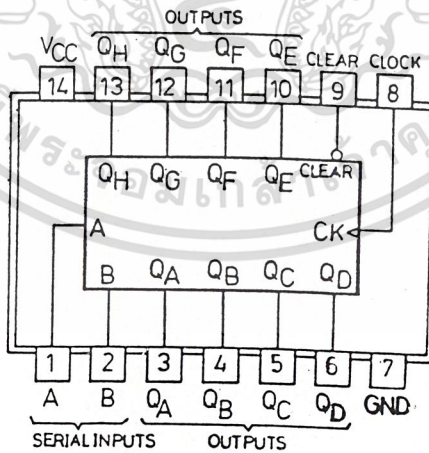 OUTPUTS
VCC QH QG QF QE CLEAR CLOCK
14 13 12 11 10 9 8
QH QG QF QE CLEAR
A CK
B QA QB QC QD
1 2 3 4 5 6 7
A B QA QB QC QD GND
SERIAL INPUTS OUTPUTS